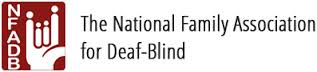 NFADB
The National Family Association
for Deaf-Blind